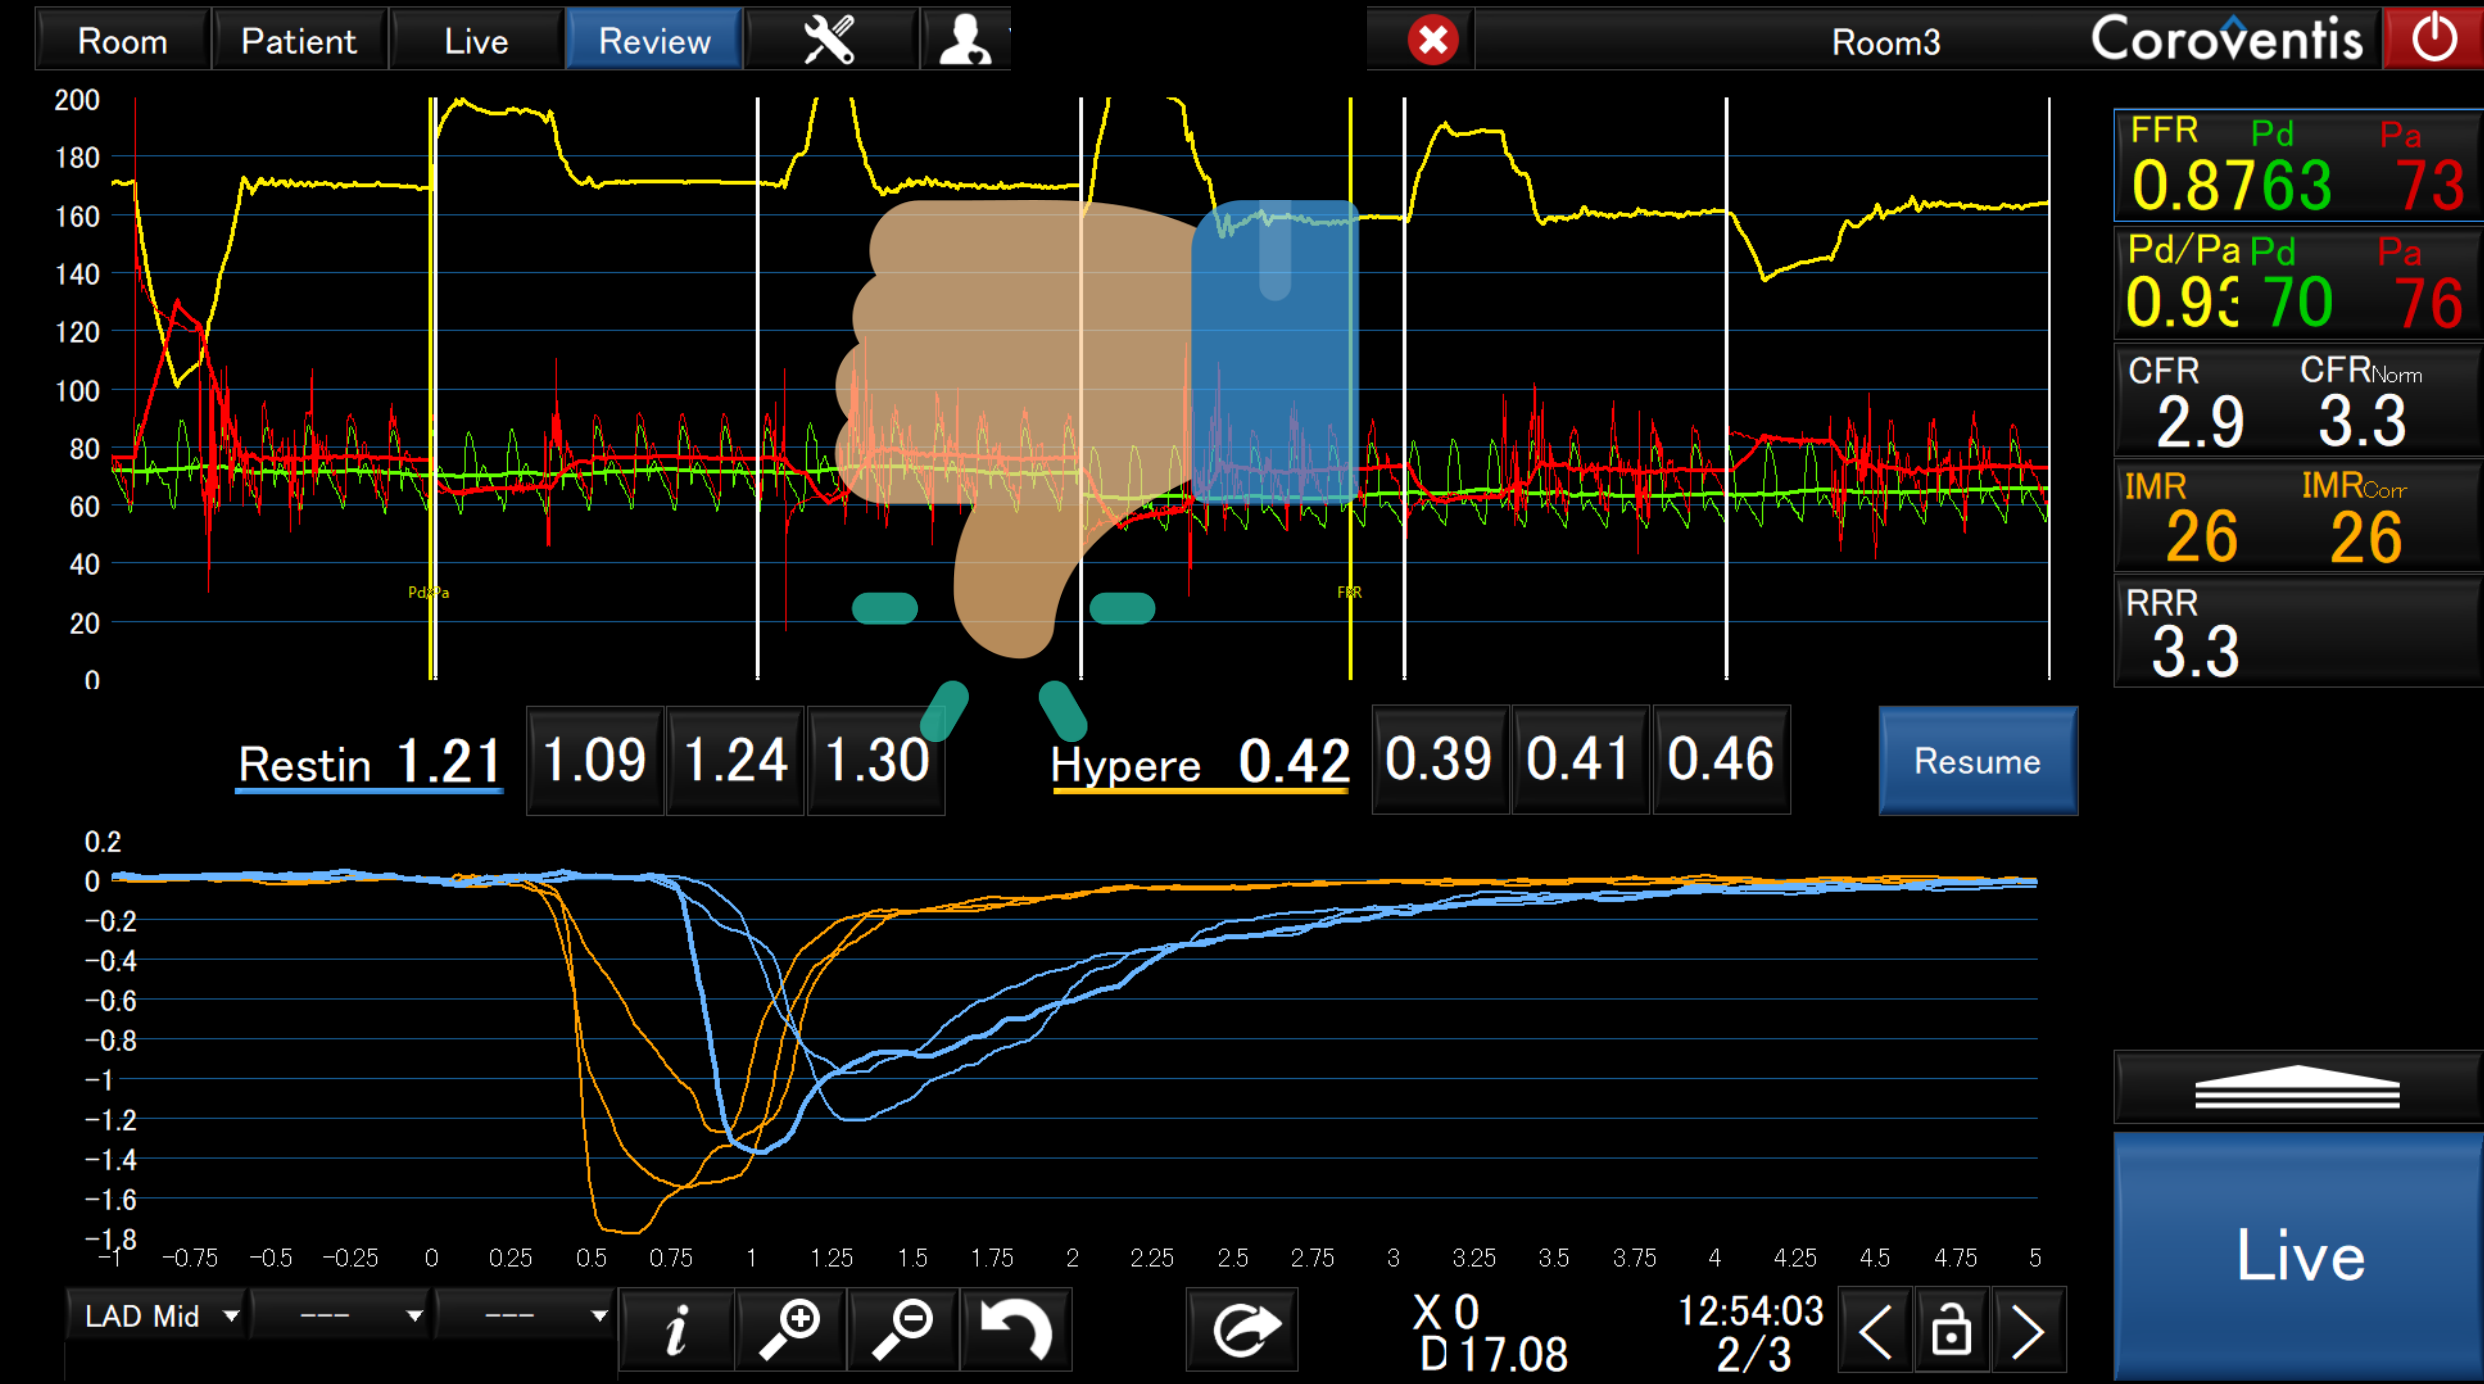 Room Patient Live Review Room3 Coroventis
200
180
160
140
120
100
80
60
40
20
0
Pd/Pa
FFR
FFR Pd Pa
0.87 63 73
Pd/Pa Pd Pa
0.93 70 76
CFR CFRNorm
2.9 3.3
IMR IMRCorr
26 26
RRR
3.3
Restin 1.21 1.09 1.24 1.30 Hypere 0.42 0.39 0.41 0.46 Resume
0.2
0
-0.2
-0.4
-0.6
-0.8
-1
-1.2
-1.4
-1.6
-1.8
-1 -0.75 -0.5 -0.25 0 0.25 0.5 0.75 1 1.25 1.5 1.75 2 2.25 2.5 2.75 3 3.25 3.5 3.75 4 4.25 4.5 4.75 5
Live
LAD Mid --- --- i X 0 12:54:03
D 17.08 2/3